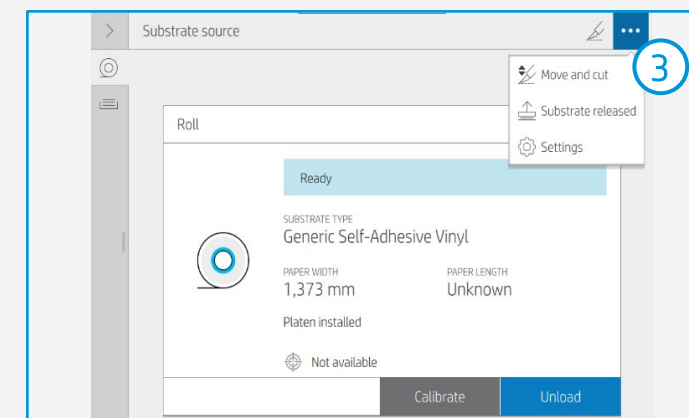 Substrate source
3
Move and cut
Substrate released
Settings
Roll
Ready
SUBSTRATE TYPE
Generic Self-Adhesive Vinyl
PAPER WIDTH PAPER LENGTH
1,373 mm Unknown
Platen installed
Not available
Calibrate Unload